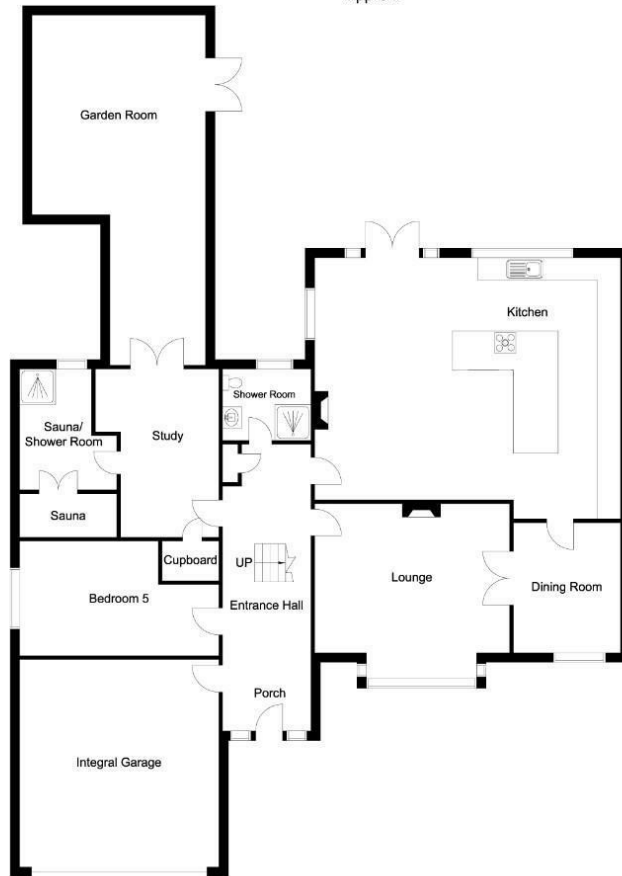 Garden Room
Kitchen
Shower Room
Sauna/
Shower Room
Study
Sauna
Cupboard
UP
Lounge
Dining Room
Bedroom 5
Entrance Hall
Porch
Integral Garage